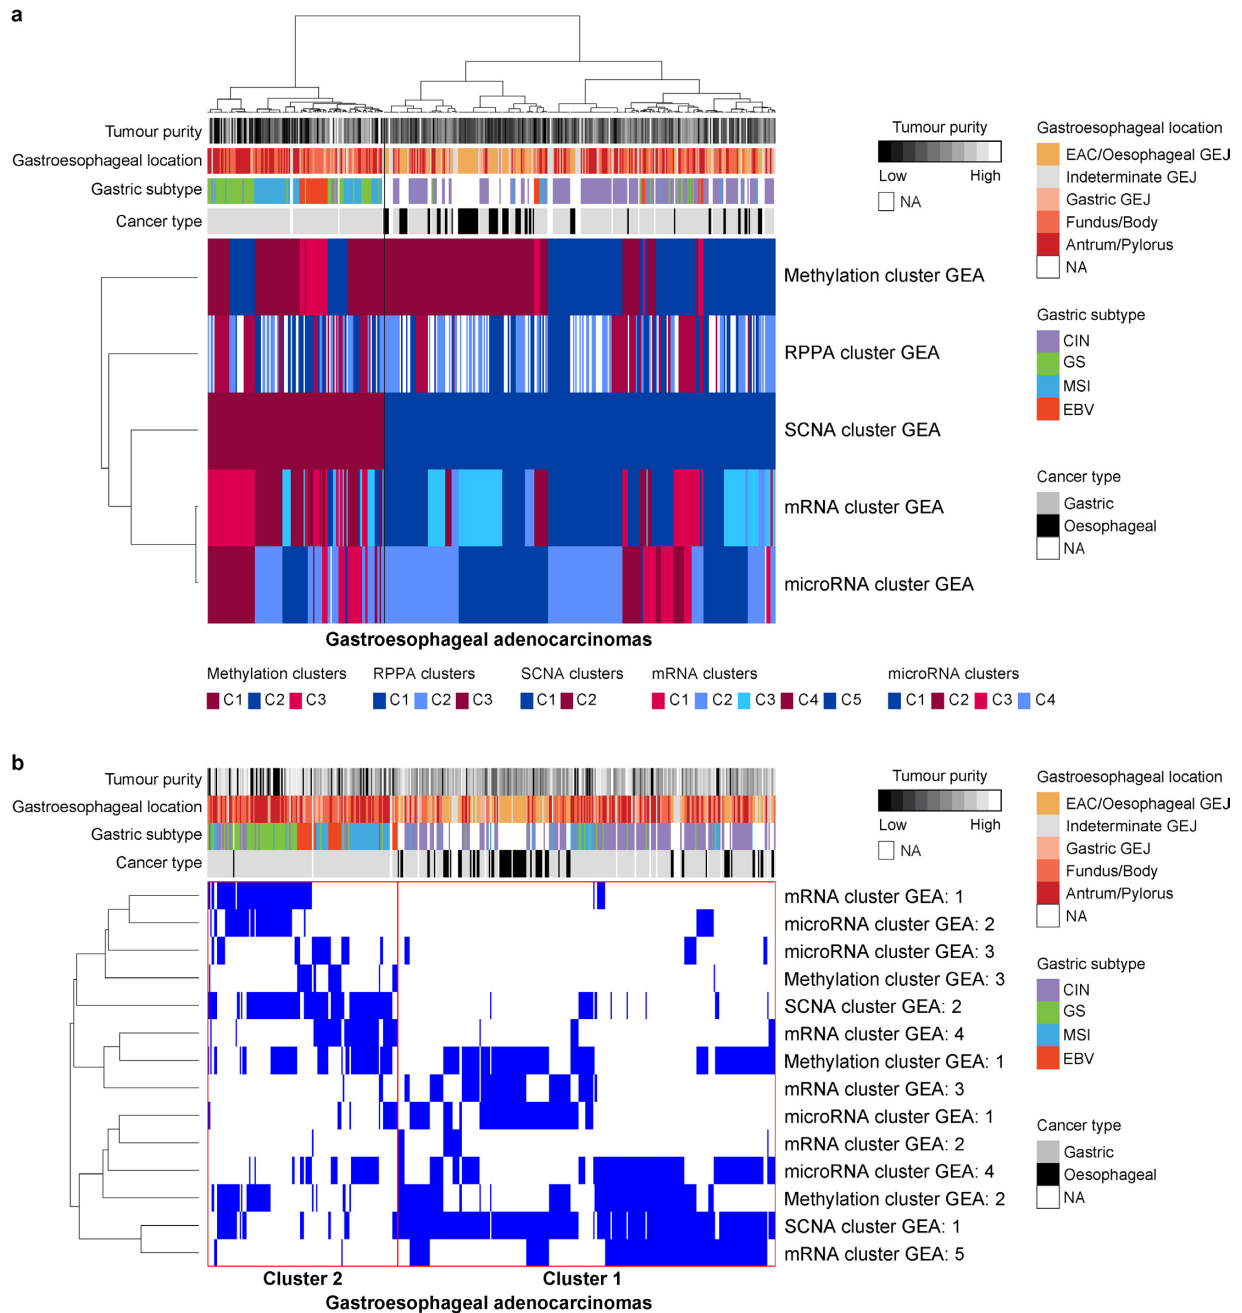 a
Tumour purity
Gastroesophageal location
Gastric subtype
Cancer type
Methylation cluster GEA
RPPA cluster GEA
SCNA cluster GEA
mRNA cluster GEA
microRNA cluster GEA
Gastroesophageal adenocarcinomas
Tumour purity
Low High
NA
Gastroesophageal location
EAC/Oesophageal GEJ
Indeterminate GEJ
Gastric GEJ
Fundus/Body
Antrum/Pylorus
NA
Gastric subtype
CIN
GS
MSI
EBV
Cancer type
Gastric
Oesophageal
NA
Methylation clusters RPPA clusters SCNA clusters mRNA clusters microRNA clusters
C1 C2 C3 C1 C2 C3 C1 C2 C1 C2 C3 C4 C5 C1 C2 C3 C4
b
Tumour purity
Gastroesophageal location
Gastric subtype
Cancer type
mRNA cluster GEA: 1
microRNA cluster GEA: 2
microRNA cluster GEA: 3
Methylation cluster GEA: 3
SCNA cluster GEA: 2
mRNA cluster GEA: 4
Methylation cluster GEA: 1
mRNA cluster GEA: 3
microRNA cluster GEA: 1
mRNA cluster GEA: 2
microRNA cluster GEA: 4
Methylation cluster GEA: 2
SCNA cluster GEA: 1
mRNA cluster GEA: 5
Cluster 2 Cluster 1
Gastroesophageal adenocarcinomas
Tumour purity
Low High
NA
Gastroesophageal location
EAC/Oesophageal GEJ
Indeterminate GEJ
Gastric GEJ
Fundus/Body
Antrum/Pylorus
NA
Gastric subtype
CIN
GS
MSI
EBV
Cancer type
Gastric
Oesophageal
NA